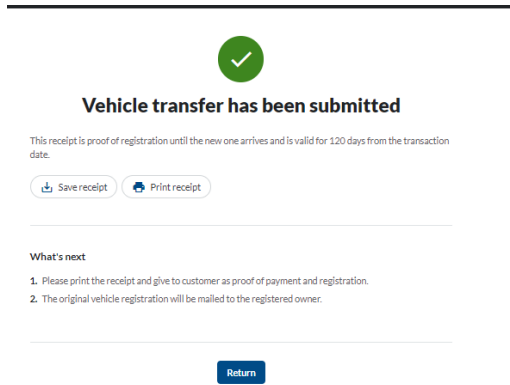 Vehicle transfer has been submitted
This receipt is proof of registration until the new one arrives and is valid for 120 days from the transaction
date.
Save receipt Print receipt
What's next
1. Please print the receipt and give to customer as proof of payment and registration.
2. The original vehicle registration will be mailed to the registered owner.
Return